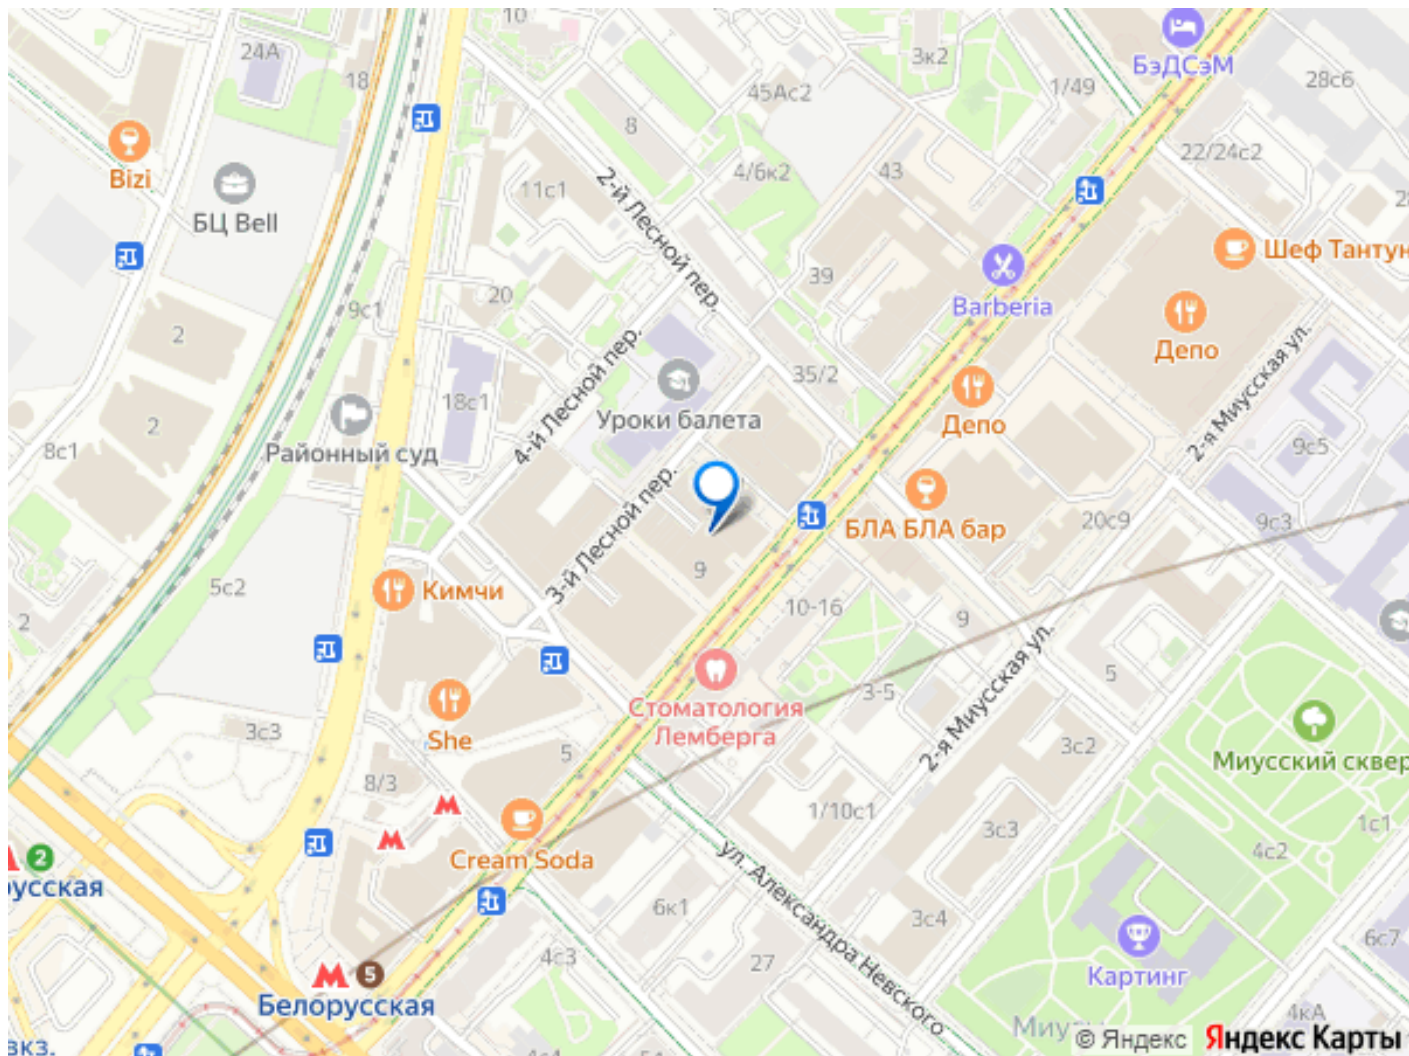 10
24А
18
3к2
БэДСэМ
28с6
1/49
45Ас2
8
Bizi
БЦ Bell
11с1
2-й Лесной пер.
4/6к2
43
22/24с2
Шеф Тантун
39
Barberia
Депо
9с1
20
2
4-й Лесной пер.
35/2
Уроки балета
18с1
2
Районный суд
8с1
Депо
2-я Миусская ул.
9с5
3-й Лесной пер.
БЛА БЛА бар
20с9
9с3
5с2
Кимчи
9
10-16
9
2
5
3-5
2-я Миусская ул.
Стоматология
Лемберга
She
3с3
5
3с2
Миусский сквер
8/3
1/10с1
3с3
1с1
4с2
Cream Soda
2
русская
ул. Александра Невского
6к1
3с4
Картинг
6с7
4с3
27
5
Белорусская
4кА
© Яндекс
Яндекс Карты
вкз.